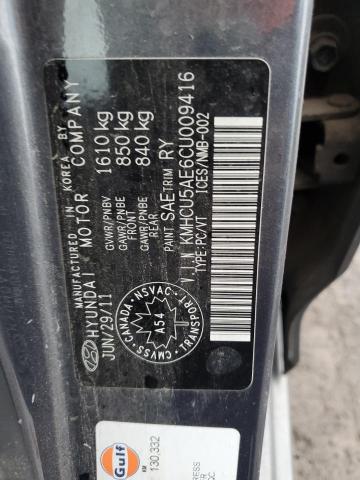 MANUFACTURED IN KOREA BY
HYUNDAI MOTOR COMPANY
JUN/29/11
GVWR/PNBV 1610 kg
GAWR/PNBE FRONT 850 kg
GAWR/PNBE REAR 840 kg
PAINT SAE TRIM RY
V.I.N KMHCU5AE6CU009416
TYPE:PC/VT ICES/NMB-002
CANADA NSVAC
A54
CMVSS TRANSPORT
Gulf
KM
130,332